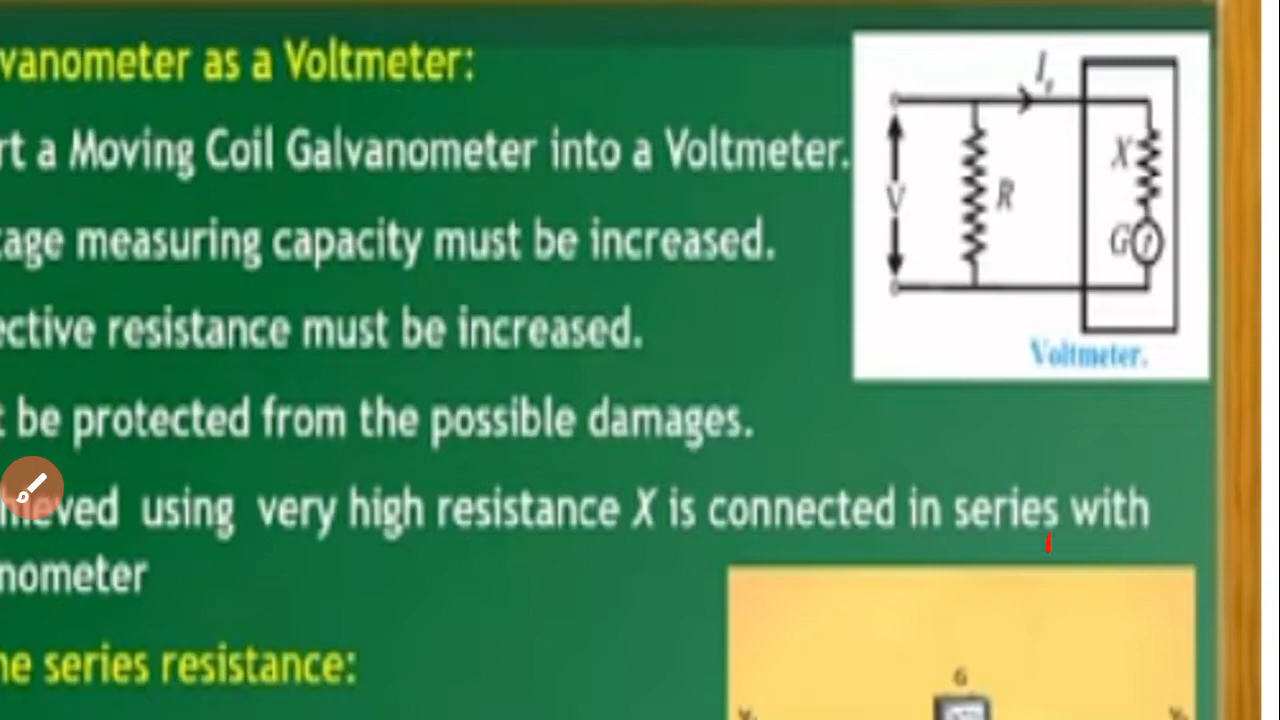 vanometer as a Voltmeter:
rt a Moving Coil Galvanometer into a Voltmeter.
tage measuring capacity must be increased.
ective resistance must be increased.
t be protected from the possible damages.
hieved using very high resistance X is connected in series with
nometer
ne series resistance:
I
V
R
X
G
Voltmeter.
G